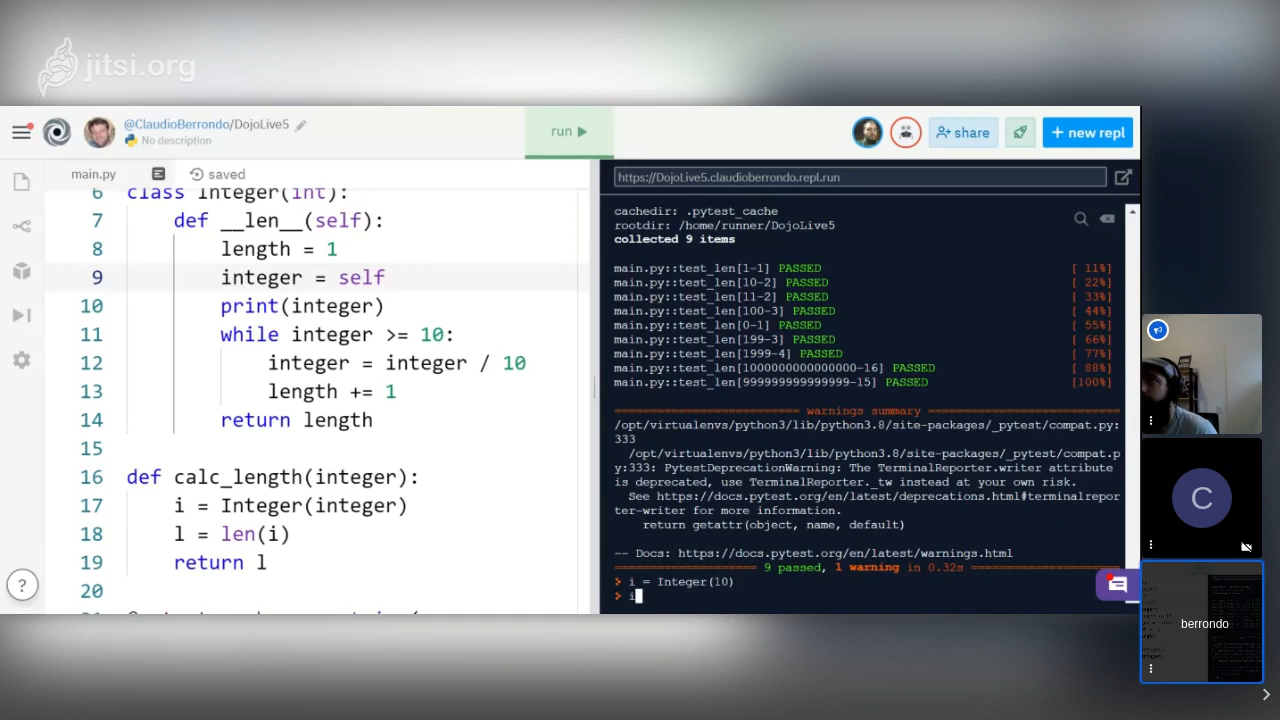 jitsi.org
@ClaudioBerrondo/DojoLive5
No description
run
share
+ new repl
main.py
saved
https://DojoLive5.claudioberrondo.repl.run
6 class Integer(int):
7 def __len__(self):
8 length = 1
9 integer = self
10 print(integer)
11 while integer >= 10:
12 integer = integer / 10
13 length += 1
14 return length
15
16 def calc_length(integer):
17 i = Integer(integer)
18 l = len(i)
19 return l
20
cachedir: .pytest_cache
rootdir: /home/runner/DojoLive5
collected 9 items
main.py::test_len[1-1] PASSED [ 11%]
main.py::test_len[10-2] PASSED [ 22%]
main.py::test_len[11-2] PASSED [ 33%]
main.py::test_len[100-3] PASSED [ 44%]
main.py::test_len[0-1] PASSED [ 55%]
main.py::test_len[199-3] PASSED [ 66%]
main.py::test_len[1999-4] PASSED [ 77%]
main.py::test_len[1000000000000000-16] PASSED [ 88%]
main.py::test_len[999999999999999-15] PASSED [100%]
warnings summary
/opt/virtualenvs/python3/lib/python3.8/site-packages/_pytest/compat.py:
333
/opt/virtualenvs/python3/lib/python3.8/site-packages/_pytest/compat.p
y:333: PytestDeprecationWarning: The TerminalReporter.writer attribute
is deprecated, use TerminalReporter._tw instead at your own risk.
See https://docs.pytest.org/en/latest/deprecations.html#terminalrepor
ter-writer for more information.
return getattr(object, name, default)
-- Docs: https://docs.pytest.org/en/latest/warnings.html
9 passed, 1 warning in 0.32s
> i = Integer(10)
> i
?
C
berrondo